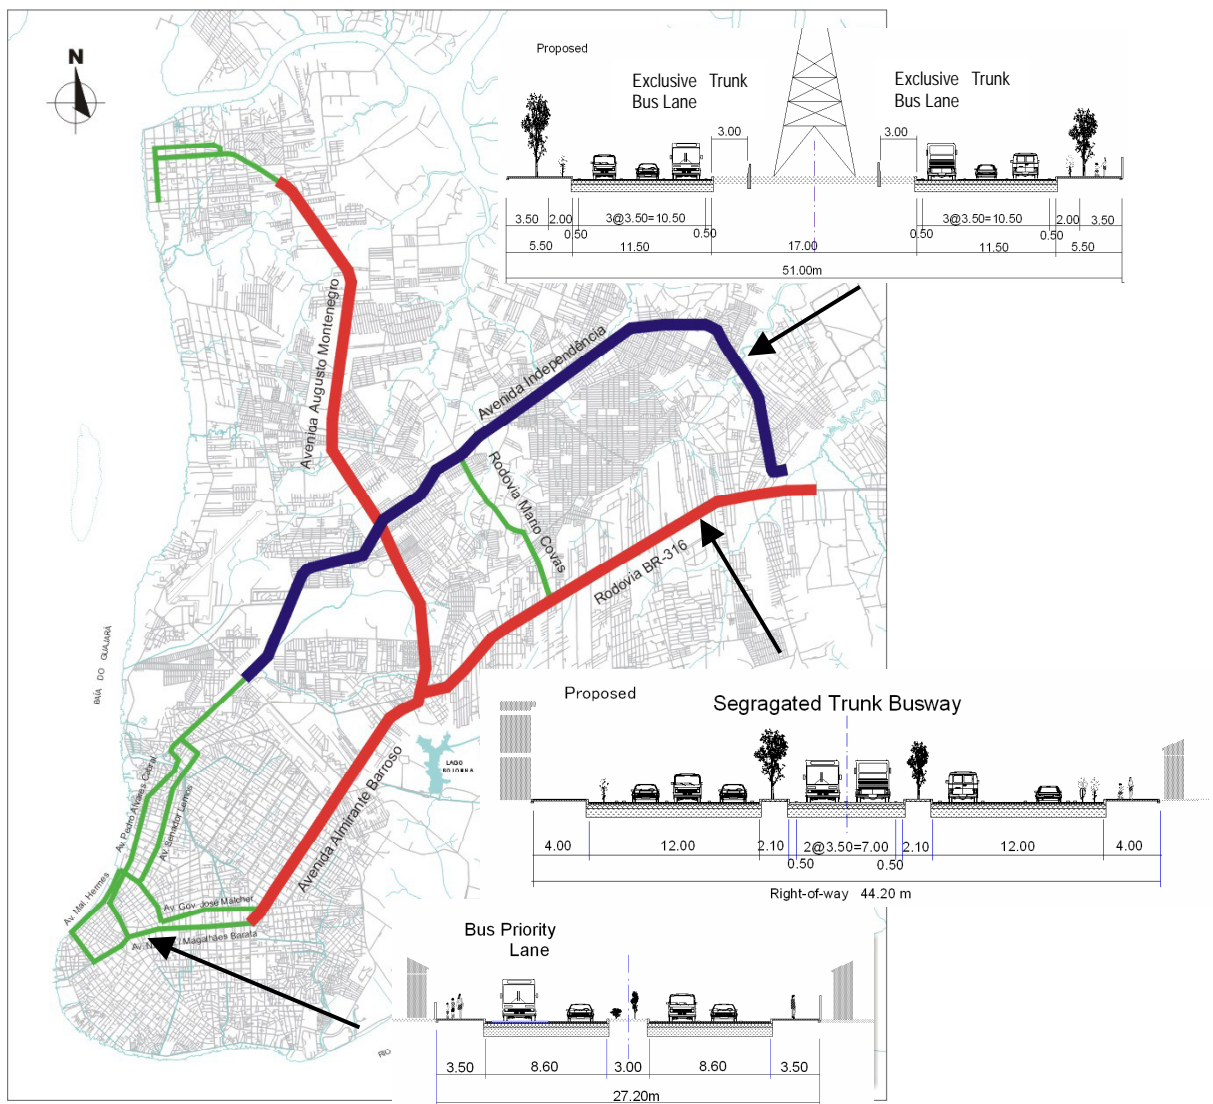 N
Proposed
Exclusive Trunk
Bus Lane
Exclusive Trunk
Bus Lane
3.00
3.00
3.50
2.00
3@3.50=10.50
3@3.50=10.50
2.00
3.50
0.50
0.50
0.50
0.50
5.50
11.50
17.00
11.50
5.50
51.00m
Avenida Augusto Montenegro
Avenida Independência
Rodovia Mario Covas
Rodovia BR-316
BAÍA DO GUAJARÁ
LAGO
Avenida Almirante Barroso
Av. Pedro Alvares Cabral
Av. Senador Lemos
Av. Mal. Hermes
Av. Gov. José Malcher
Magalhães Barata
Proposed
Segragated Trunk Busway
4.00
12.00
2.10
2@3.50=7.00
2.10
12.00
4.00
0.50
0.50
Right-of-way 44.20 m
Bus Priority
Lane
3.50
8.60
3.00
8.60
3.50
27.20m